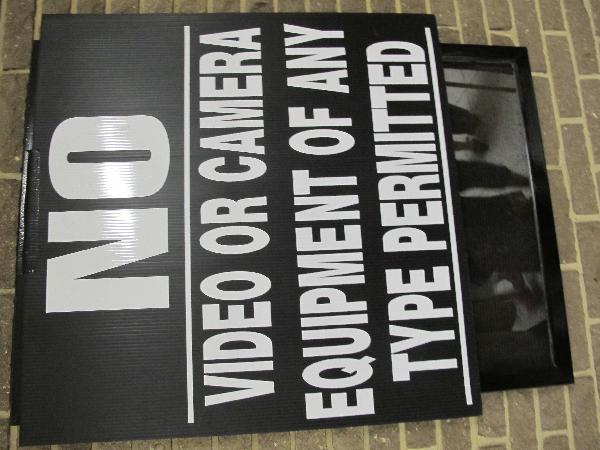 NO
VIDEO OR CAMERA
EQUIPMENT OF ANY
TYPE PERMITTED